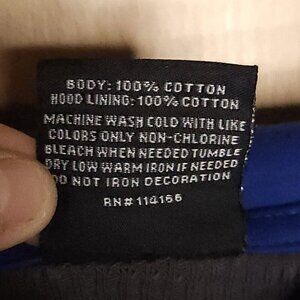 BODY: 100% COTTON
HOOD LINING: 100% COTTON
MACHINE WASH COLD WITH LIKE
COLORS ONLY NON-CHLORINE
BLEACH WHEN NEEDED TUMBLE
DRY LOW WARM IRON IF NEEDED
DO NOT IRON DECORATION
RN# 114166